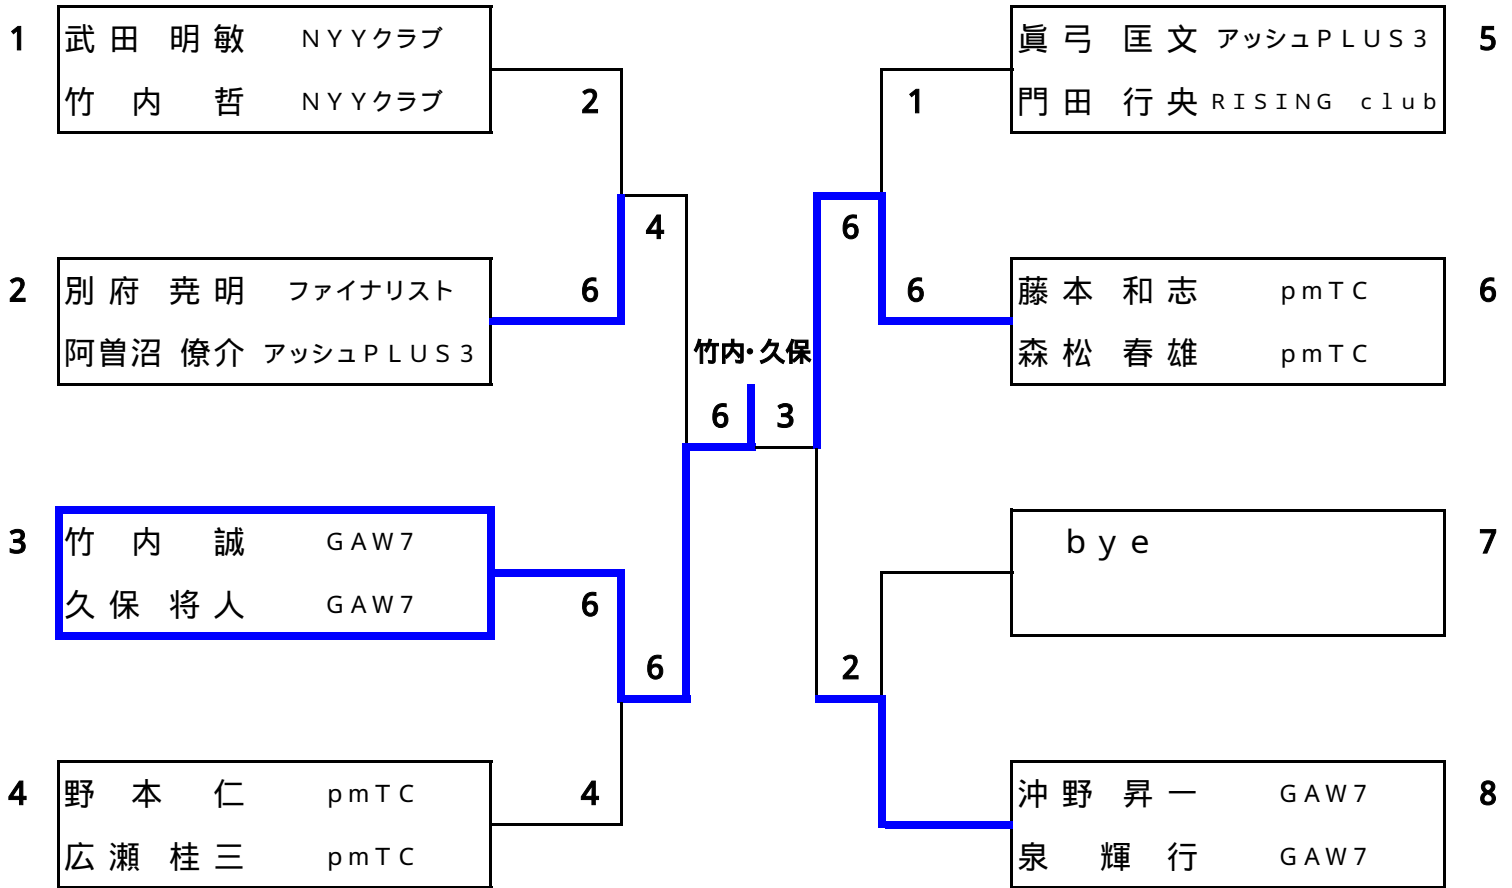 1 武田 明敏 NYYクラブ
竹内 哲 NYYクラブ
2
2 別府 尭明 ファイナリスト
阿曽沼 僚介 アッシュPLUS3
6
4
3 竹内 誠 GAW7
久保 将人 GAW7
6
6
4 野本 仁 pmTC
広瀬 桂三 pmTC
4
竹内・久保
6 3
眞弓 匡文 アッシュPLUS3 5
門田 行央 RISING club
1
6
藤本 和志 pmTC 6
森松 春雄 pmTC
6
bye 7
2
沖野 昇一 GAW7 8
泉 輝行 GAW7